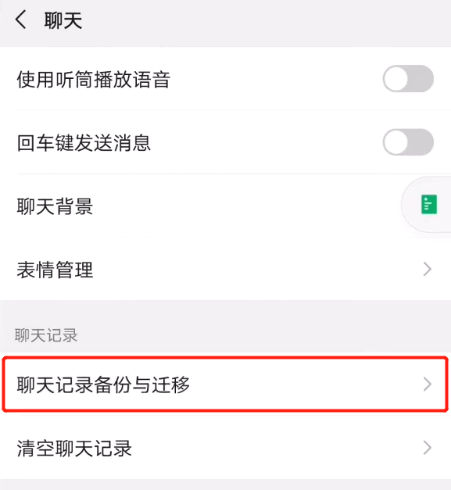 聊天
使用听筒播放语音
回车键发送消息
聊天背景
表情管理
聊天记录
聊天记录备份与迁移
清空聊天记录